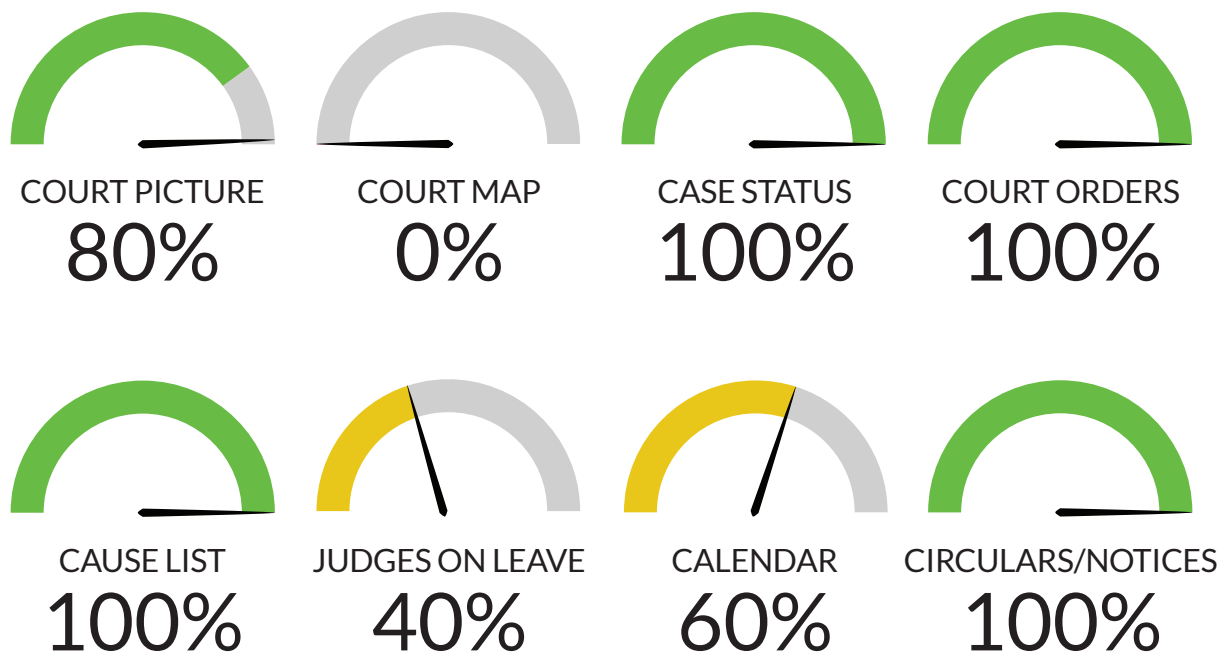 COURT PICTURE
80%
COURT MAP
0%
CASE STATUS
100%
COURT ORDERS
100%
CAUSE LIST
100%
JUDGES ON LEAVE
40%
CALENDAR
60%
CIRCULARS/NOTICES
100%